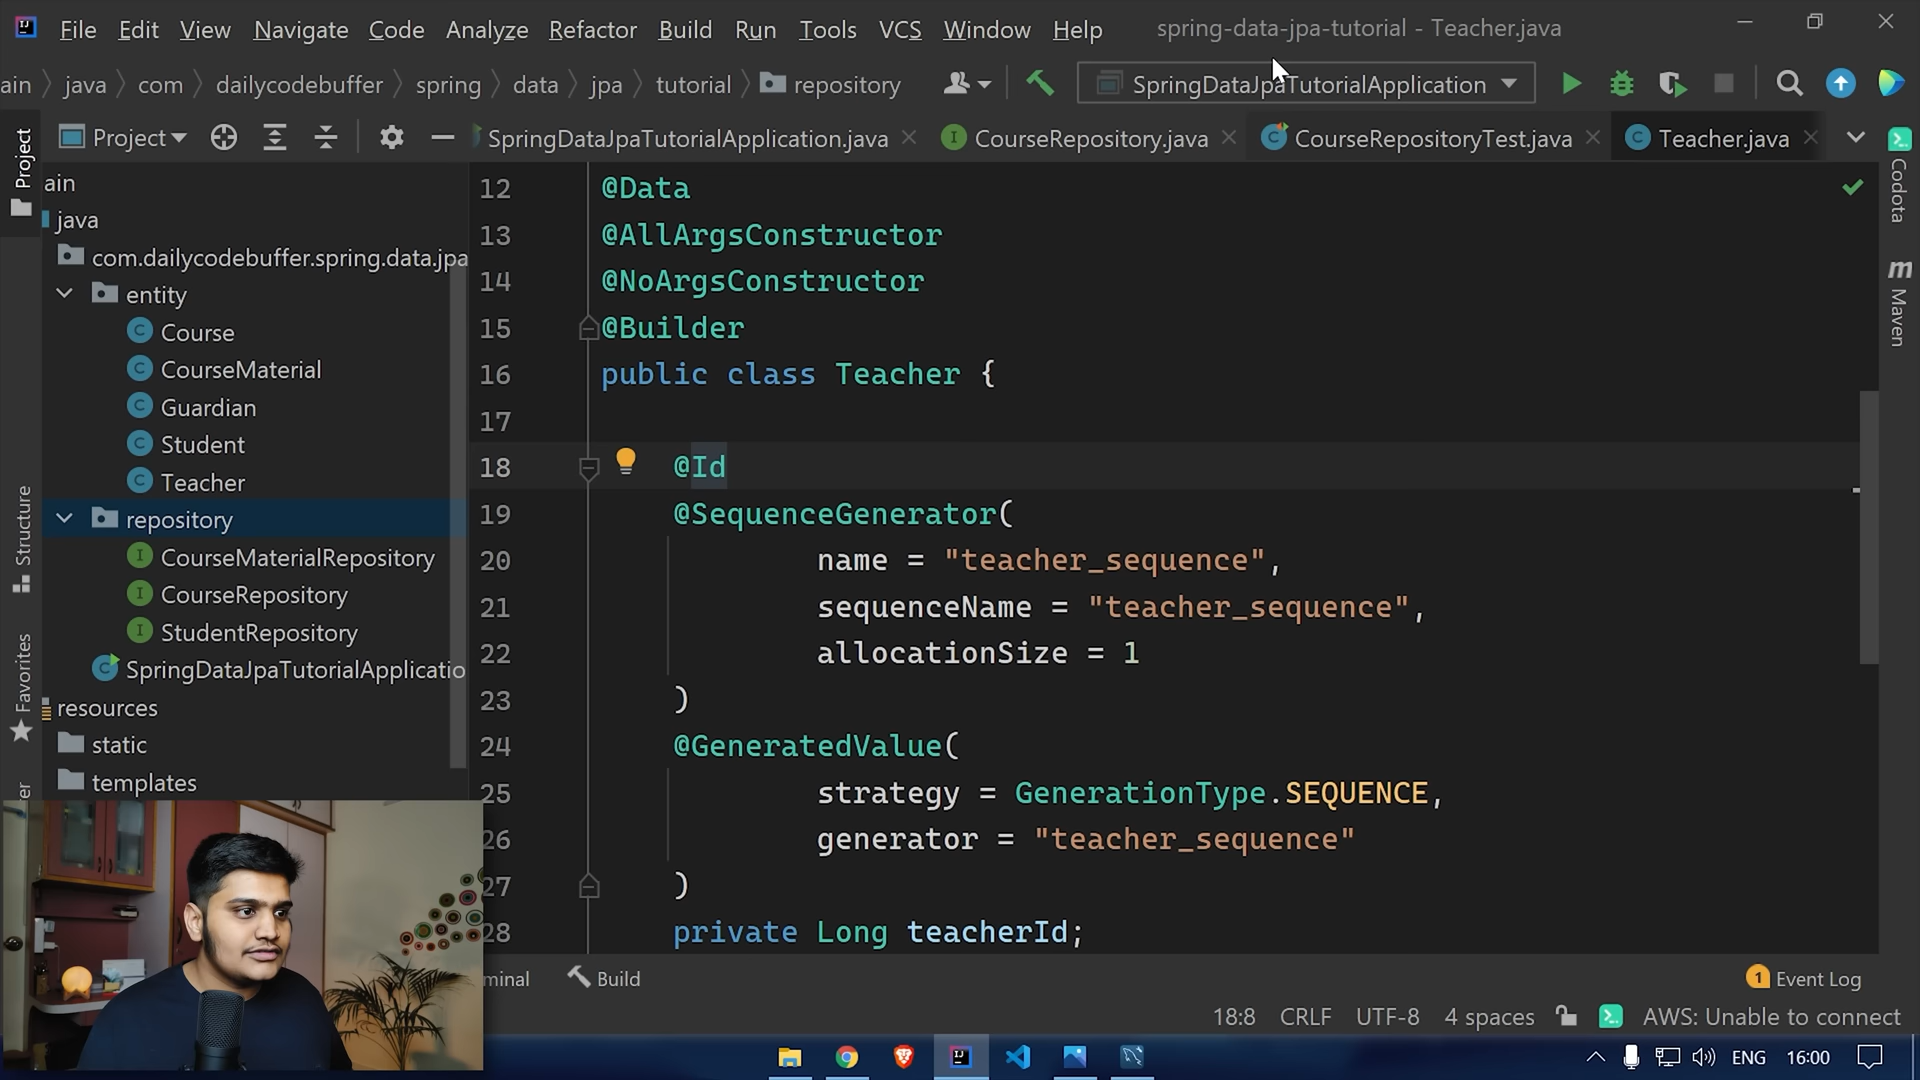 File Edit View Navigate Code Analyze Refactor Build Run Tools VCS Window Help spring-data-jpa-tutorial - Teacher.java
ain java com dailycodebuffer spring data jpa tutorial repository SpringDataJpaTutorialApplication
Project SpringDataJpaTutorialApplication.java CourseRepository.java CourseRepositoryTest.java Teacher.java
Project
Structure
Favorites
er
ain
java
com.dailycodebuffer.spring.data.jpa
entity
Course
CourseMaterial
Guardian
Student
Teacher
repository
CourseMaterialRepository
CourseRepository
StudentRepository
SpringDataJpaTutorialApplicatio
resources
static
templates
12 @Data
13 @AllArgsConstructor
14 @NoArgsConstructor
15 @Builder
16 public class Teacher {
17
18 @Id
19 @SequenceGenerator(
20 name = "teacher_sequence",
21 sequenceName = "teacher_sequence",
22 allocationSize = 1
23 )
24 @GeneratedValue(
25 strategy = GenerationType.SEQUENCE,
26 generator = "teacher_sequence"
27 )
28 private Long teacherId;
Codota
m Maven
minal Build 1 Event Log
18:8 CRLF UTF-8 4 spaces AWS: Unable to connect
ENG 16:00